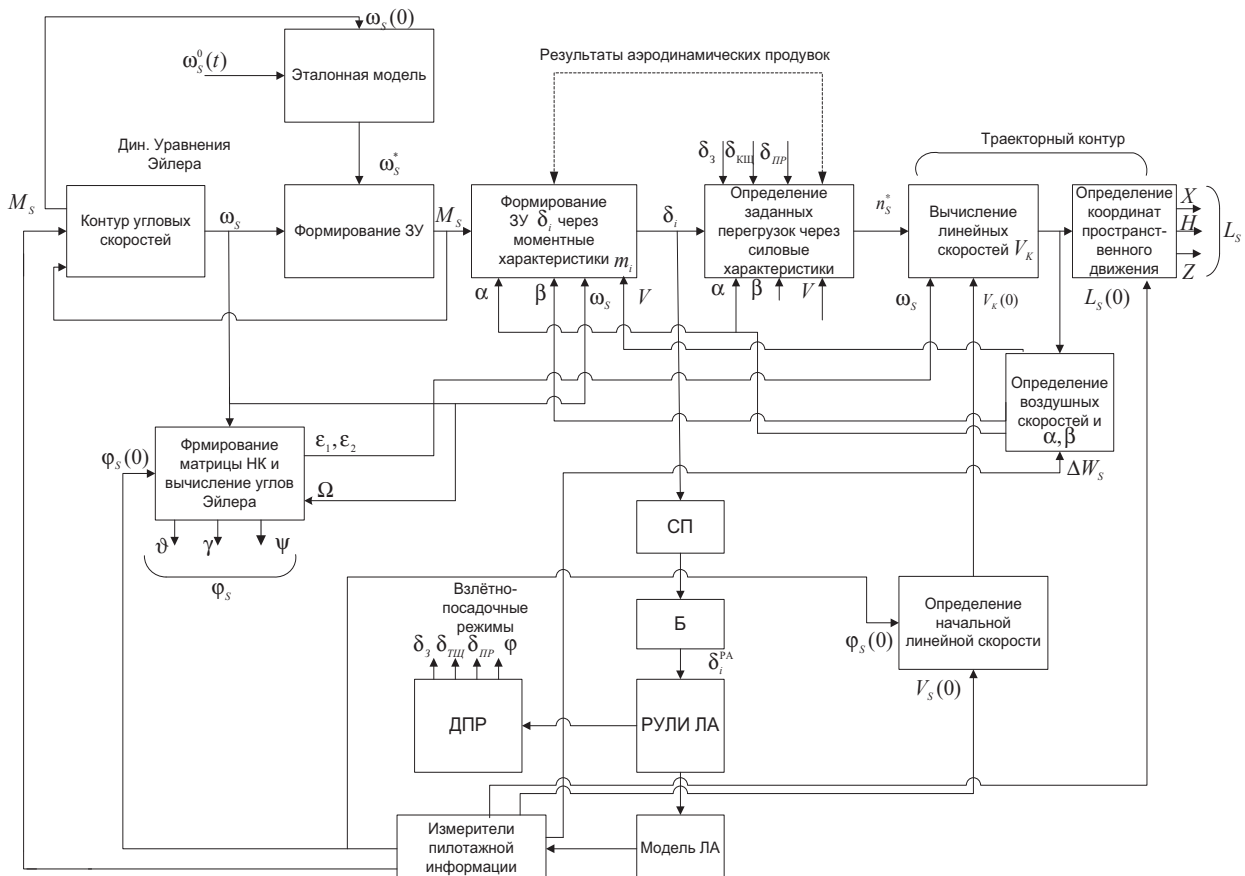 ω_S(0)
ω_S^0(t)
Эталонная модель
Результаты аэродинамических продувок
Дин. Уравнения
Эйлера
ω_S^*
δ_З δ_КЩ δ_ПР
Траекторный контур
M_S
Контур угловых
скоростей
ω_S
Формирование ЗУ
M_S
Формирование
ЗУ δ_i через
моментные
характеристики m_i
δ_i
Определение
заданных
перегрузок через
силовые
характеристики
n_S^*
Вычисление
линейных
скоростей V_K
Определение
координат
пространст-
венного
движения
X
H
Z
L_S
α β ω_S V
α β V
ω_S
V_K(0)
L_S(0)
Определение
воздушных
скоростей и
α, β
ΔW_S
φ_S(0)
Фрмирование
матрицы НК и
вычисление углов
Эйлера
ε_1, ε_2
Ω
ϑ γ ψ
φ_S
СП
Б
δ_i^РА
Взлётно-
посадочные
режимы
δ_З δ_ТЩ δ_ПР φ
ДПР
РУЛИ ЛА
φ_S(0)
Определение
начальной
линейной скорости
V_S(0)
Измерители
пилотажной
информации
Модель ЛА